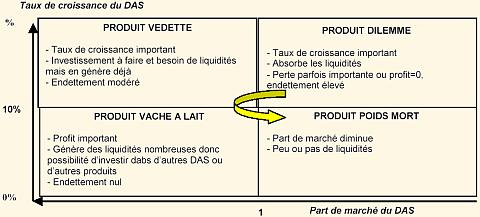 Taux de croissance du DAS
%
PRODUIT VEDETTE
- Taux de croissance important
- Investissement à faire et besoin de liquidités
mais en génère déjà
- Endettement modéré
PRODUIT DILEMME
- Taux de croissance important
- Absorbe les liquidités
- Perte parfois importante ou profit=0,
endettement élevé
10%
PRODUIT VACHE A LAIT
- Profit important
- Génère des liquidités nombreuses donc
possibilité d'investir dabs d'autres DAS ou
d'autres produits
- Endettement nul
PRODUIT POIDS MORT
- Part de marché diminue
- Peu ou pas de liquidités
0%
1
Part de marché du DAS